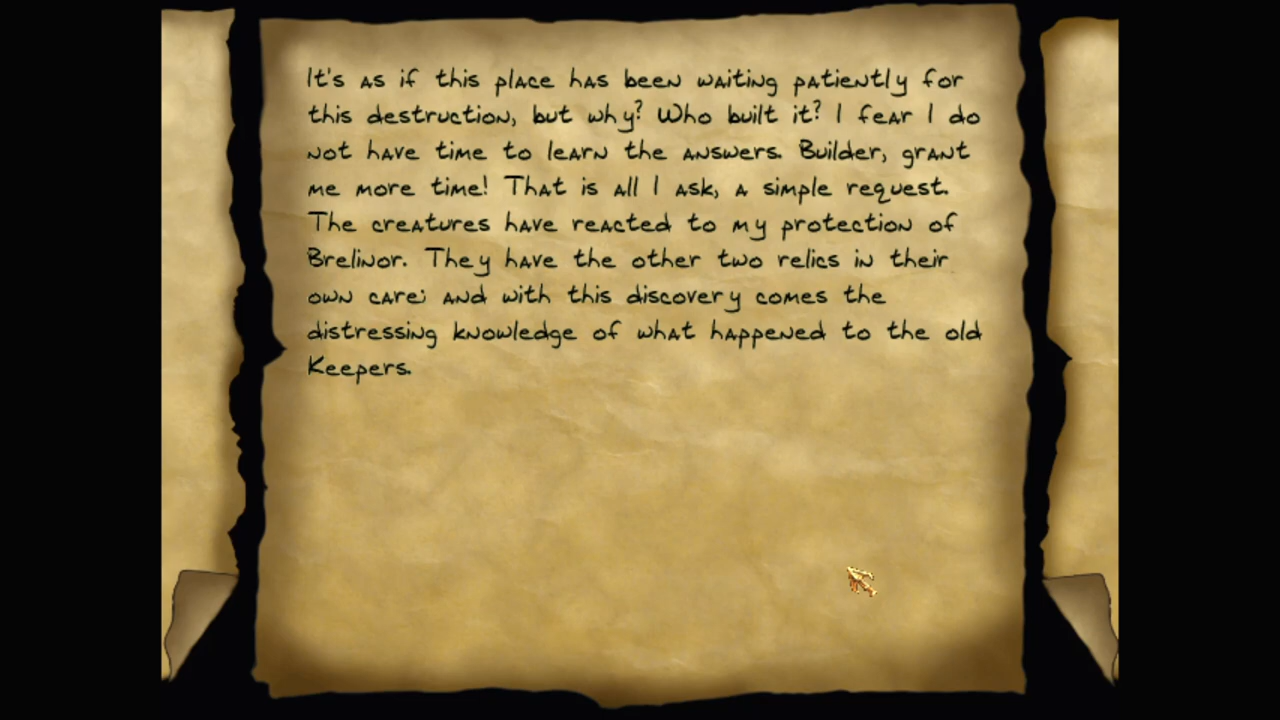 It's as if this place has been waiting patiently for
this destruction, but why? Who built it? I fear I do
not have time to learn the answers. Builder, grant
me more time! That is all I ask, a simple request.
The creatures have reacted to my protection of
Brelinor. They have the other two relics in their
own care; and with this discovery comes the
distressing knowledge of what happened to the old
Keepers.